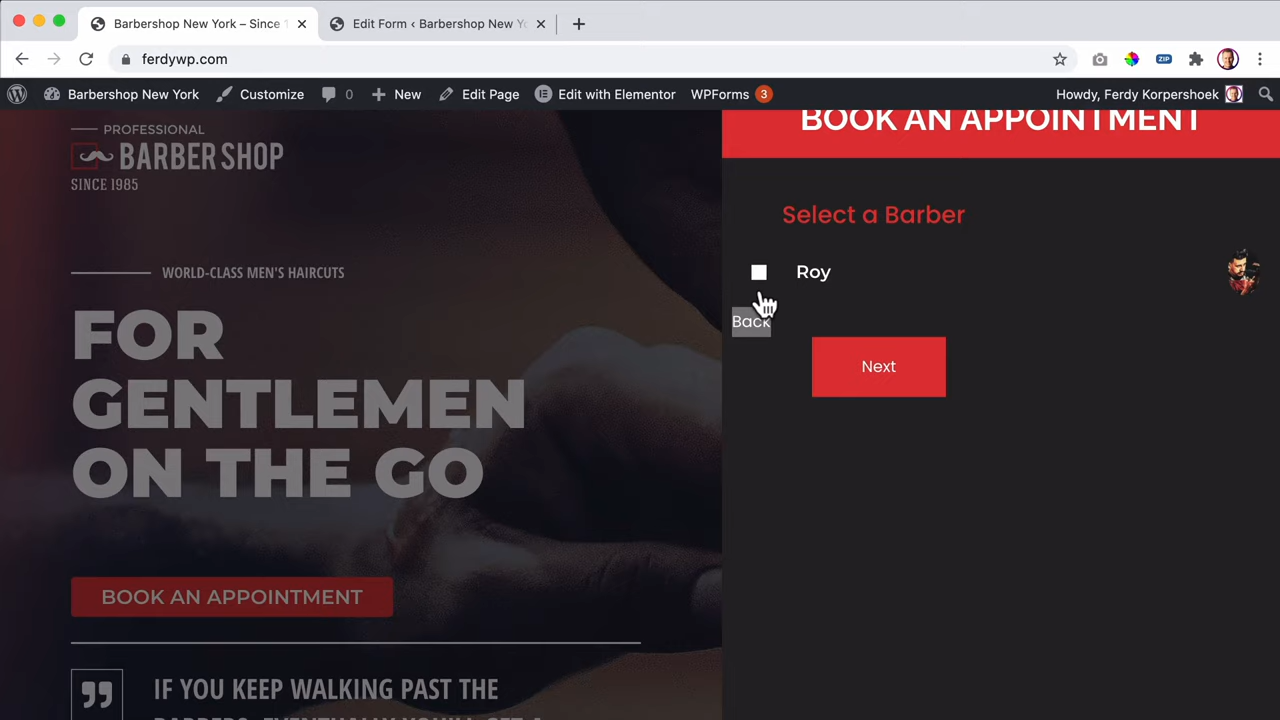 Barbershop New York – Since 1
Edit Form ‹ Barbershop New Yo
ferdywp.com
Barbershop New York
Customize
0
New
Edit Page
Edit with Elementor
WPForms 3
Howdy, Ferdy Korpershoek
ZIP
PROFESSIONAL
BARBER SHOP
SINCE 1985
WORLD-CLASS MEN'S HAIRCUTS
FOR
GENTLEMEN
ON THE GO
BOOK AN APPOINTMENT
IF YOU KEEP WALKING PAST THE
BOOK AN APPOINTMENT
Select a Barber
Roy
Back
Next